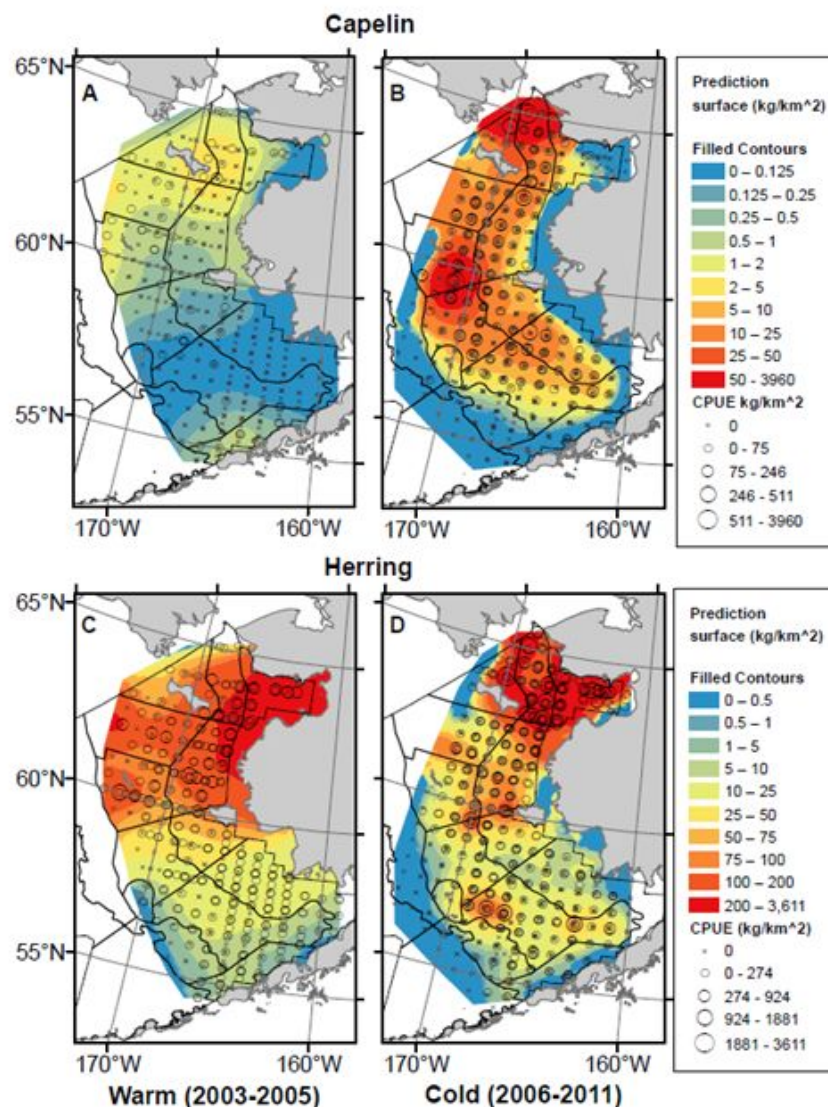 Capelin
65°N
60°N
55°N
A
B
170°W
160°W
170°W
160°W
Prediction
surface (kg/km^2)
Filled Contours
0 – 0.125
0.125 – 0.25
0.25 – 0.5
0.5 – 1
1 – 2
2 – 5
5 – 10
10 – 25
25 – 50
50 - 3960
CPUE kg/km^2
0
0 - 75
75 - 246
246 - 511
511 - 3960
Herring
65°N
60°N
55°N
C
D
170°W
160°W
170°W
160°W
Prediction
surface (kg/km^2)
Filled Contours
0 – 0.5
0.5 – 1
1 – 5
5 – 10
10 – 25
25 – 50
50 – 75
75 – 100
100 – 200
200 – 3,611
CPUE (kg/km^2)
0
0 - 274
274 - 924
924 - 1881
1881 - 3611
Warm (2003-2005)
Cold (2006-2011)